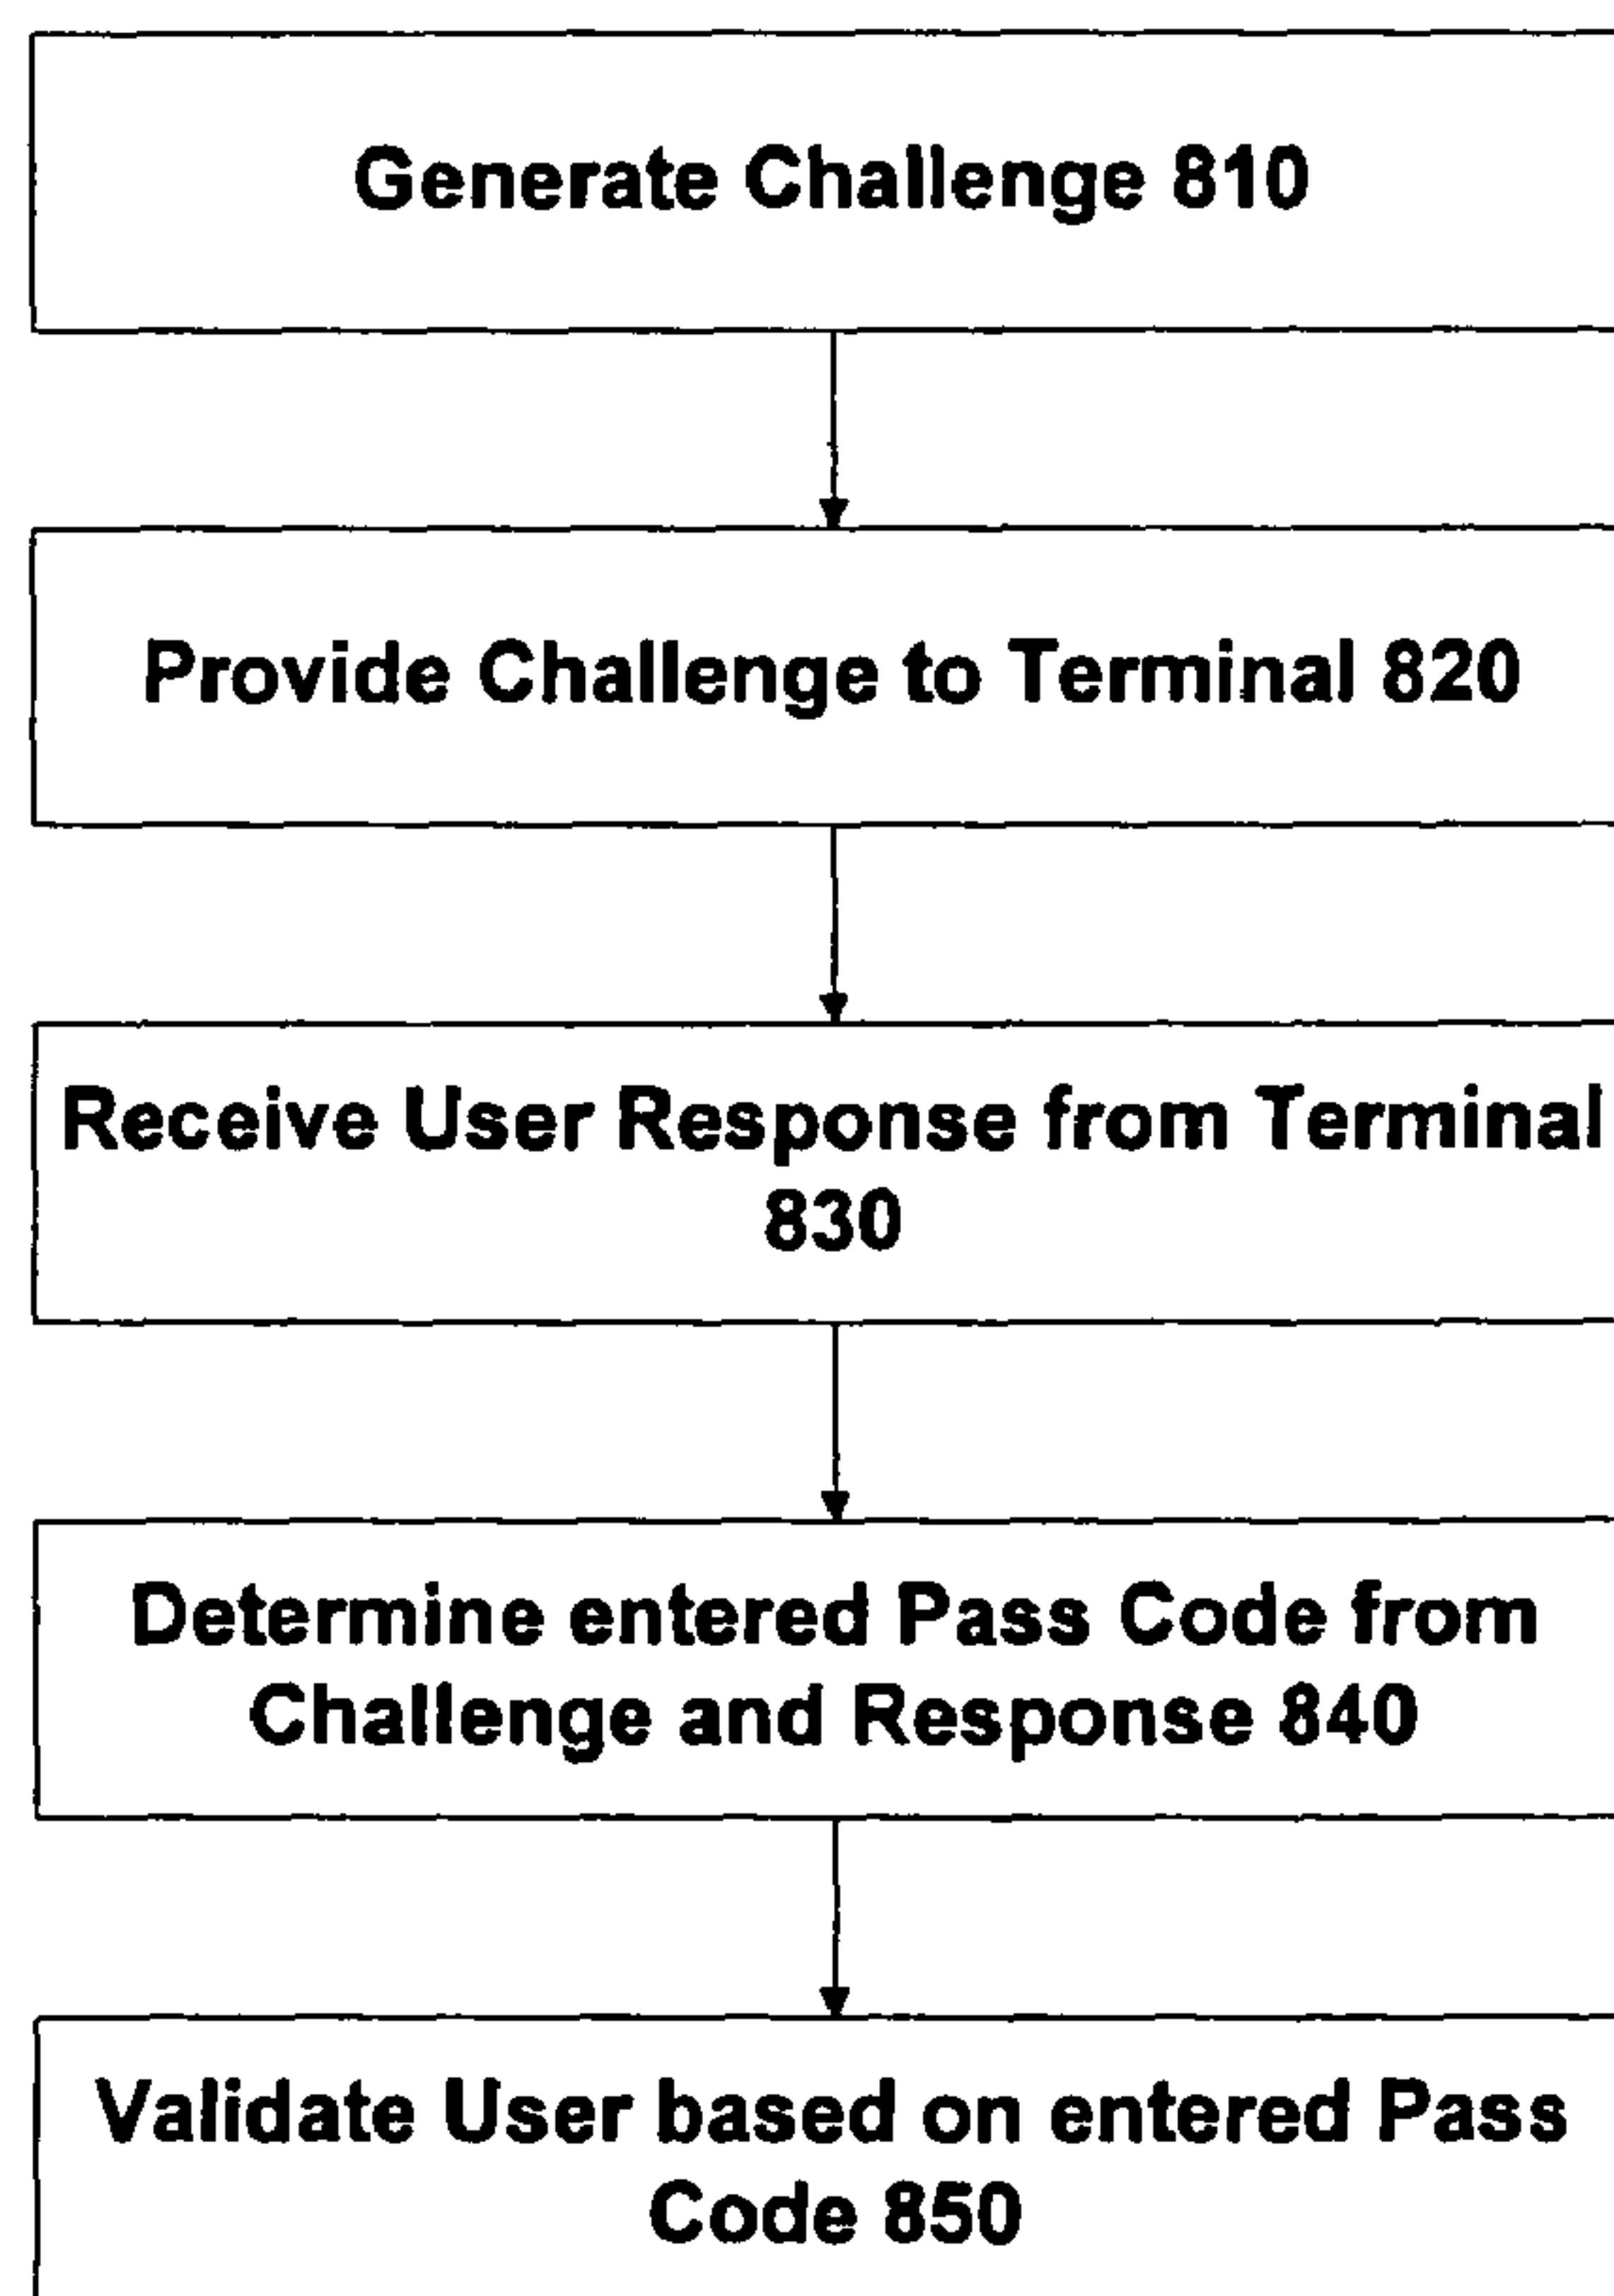 Generate Challenge 810
Provide Challenge to Terminal 820
Receive User Response from Terminal
830
Determine entered Pass Code from
Challenge and Response 840
Validate User based on entered Pass
Code 850